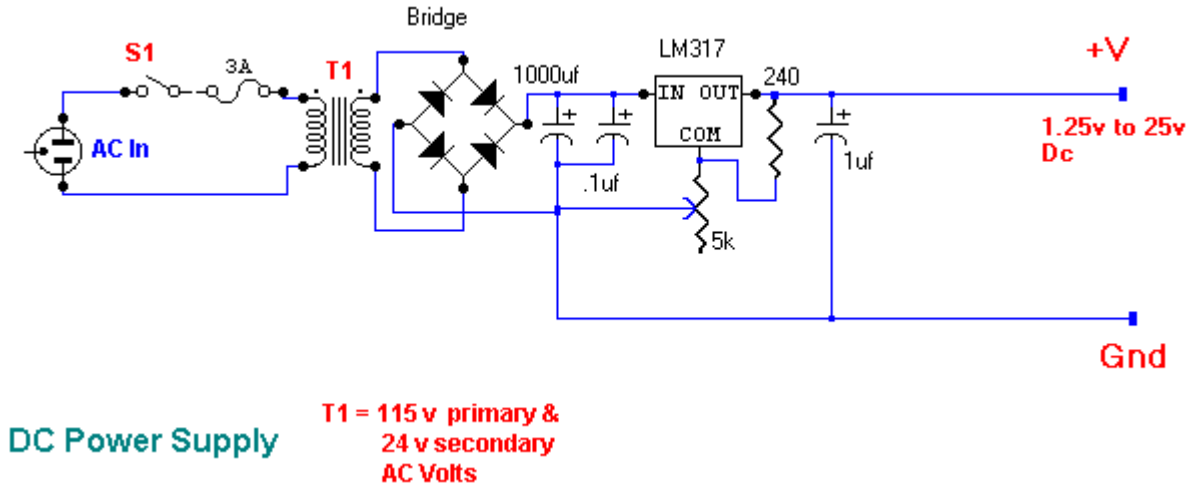 Bridge
S1
3A
T1
1000uf
LM317
240
+V
AC In
IN OUT
COM
1.25v to 25v
Dc
.1uf
1uf
5k
Gnd
DC Power Supply
T1 = 115 v primary &
24 v secondary
AC Volts